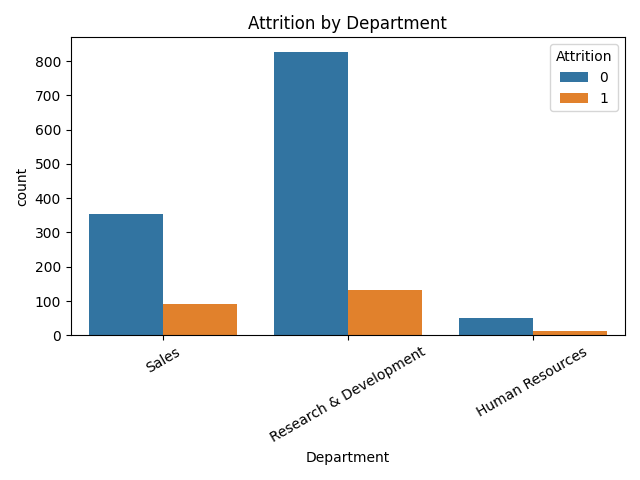 Attrition by Department
Attrition
0
1
count
800
700
600
500
400
300
200
100
0
Sales
Research & Development
Human Resources
Department